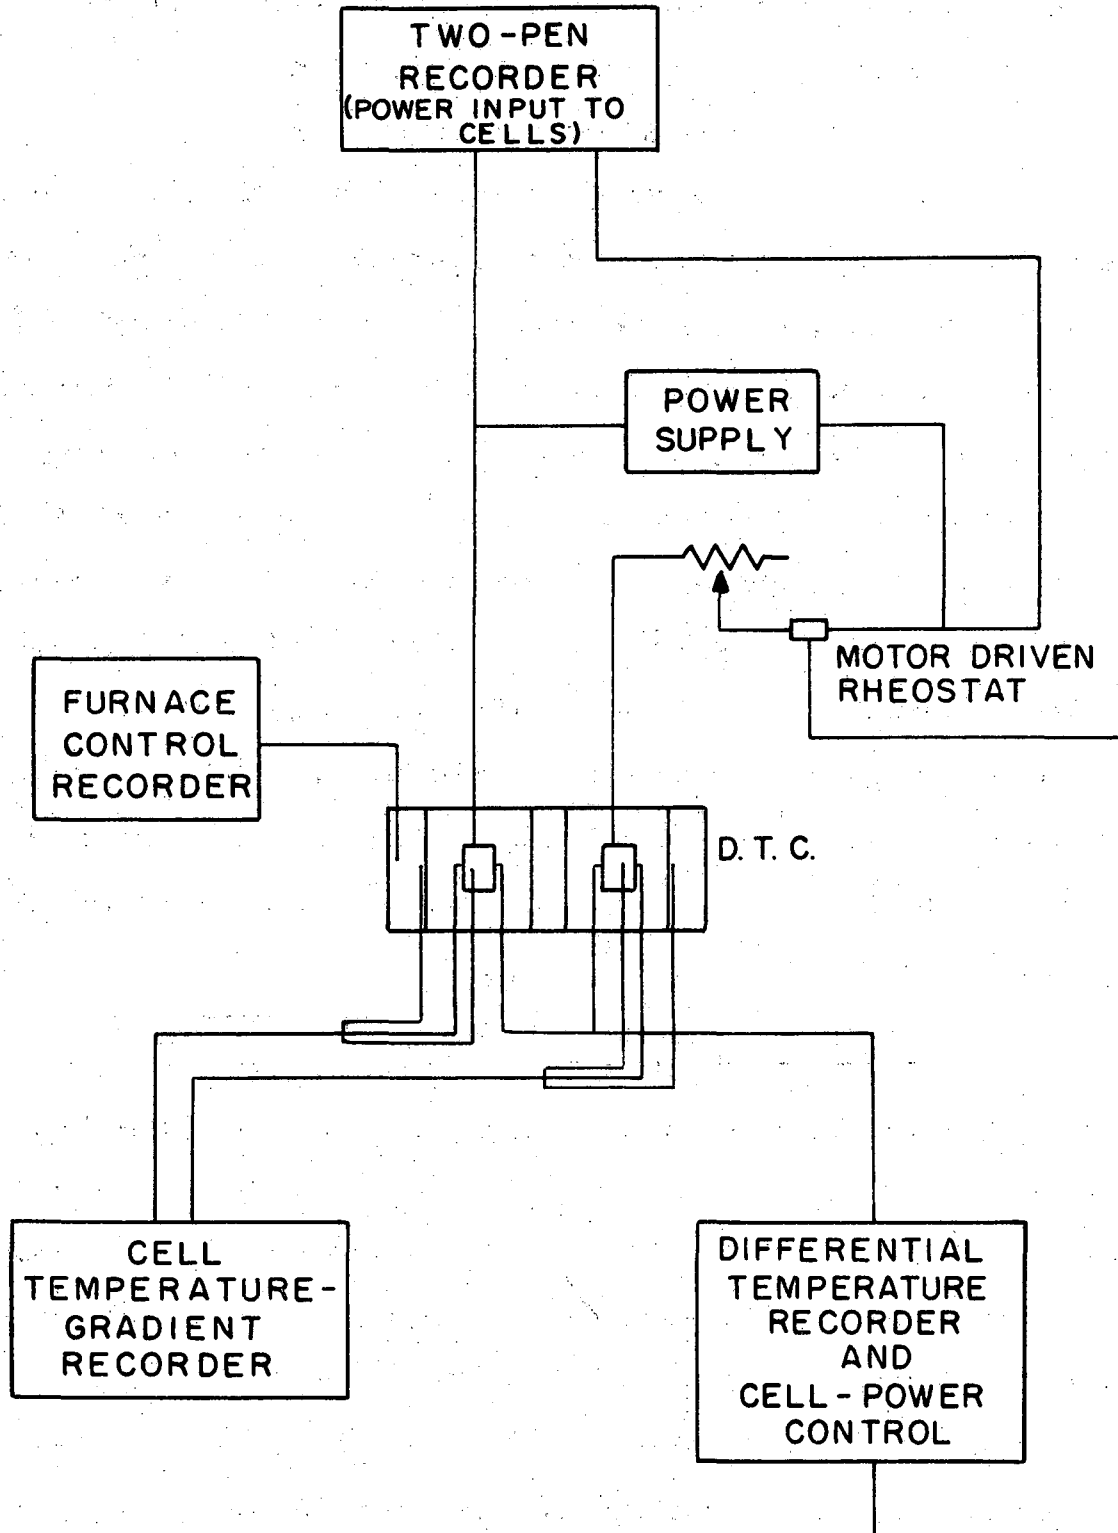 TWO-PEN
RECORDER
(POWER INPUT TO
CELLS)
POWER
SUPPLY
MOTOR DRIVEN
RHEOSTAT
FURNACE
CONTROL
RECORDER
D. T. C.
CELL
TEMPERATURE-
GRADIENT
RECORDER
DIFFERENTIAL
TEMPERATURE
RECORDER
AND
CELL-POWER
CONTROL